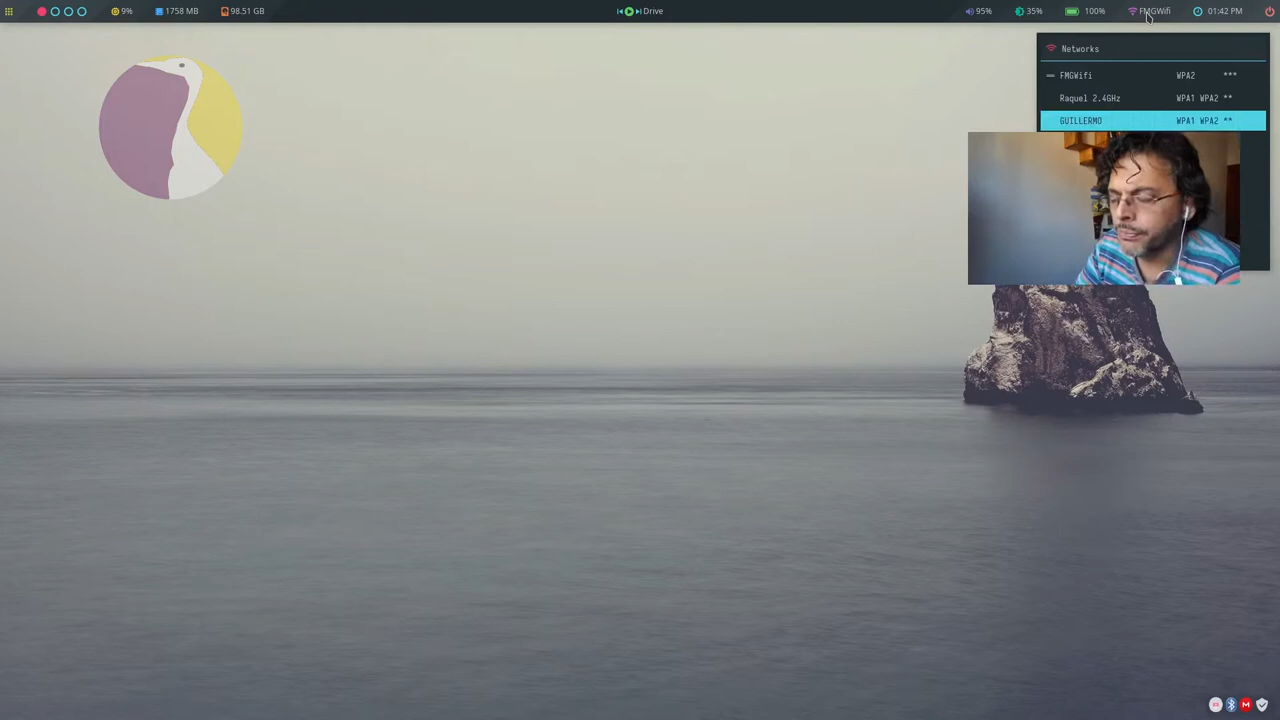 9% 1758 MB 98.51 GB Drive 95% 35% 100% FMGWifi 01:42 PM
Networks
FMGWifi WPA2 ***
Raquel 2.4GHz WPA1 WPA2 **
GUILLERMO WPA1 WPA2 **